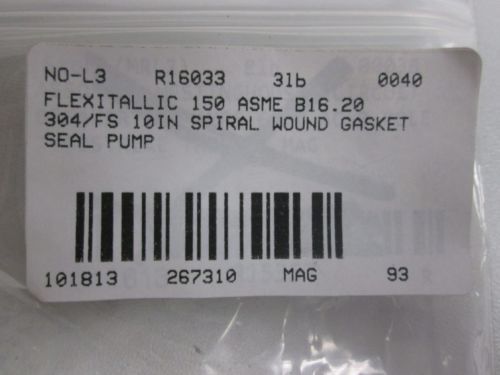 NO-L3 R16033 3lb 0040
FLEXITALLIC 150 ASME B16.20
304/FS 10IN SPIRAL WOUND GASKET
SEAL PUMP
101813 267310 MAG 93